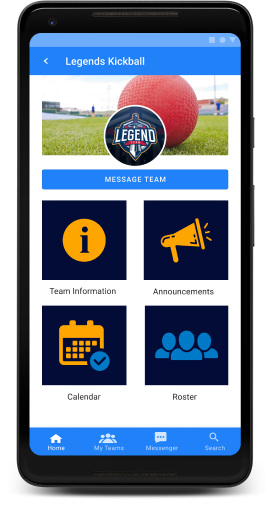 Legends Kickball
LEGEND
MESSAGE TEAM
Team Information
Announcements
Calendar
Roster
Home
My Teams
Messenger
Search